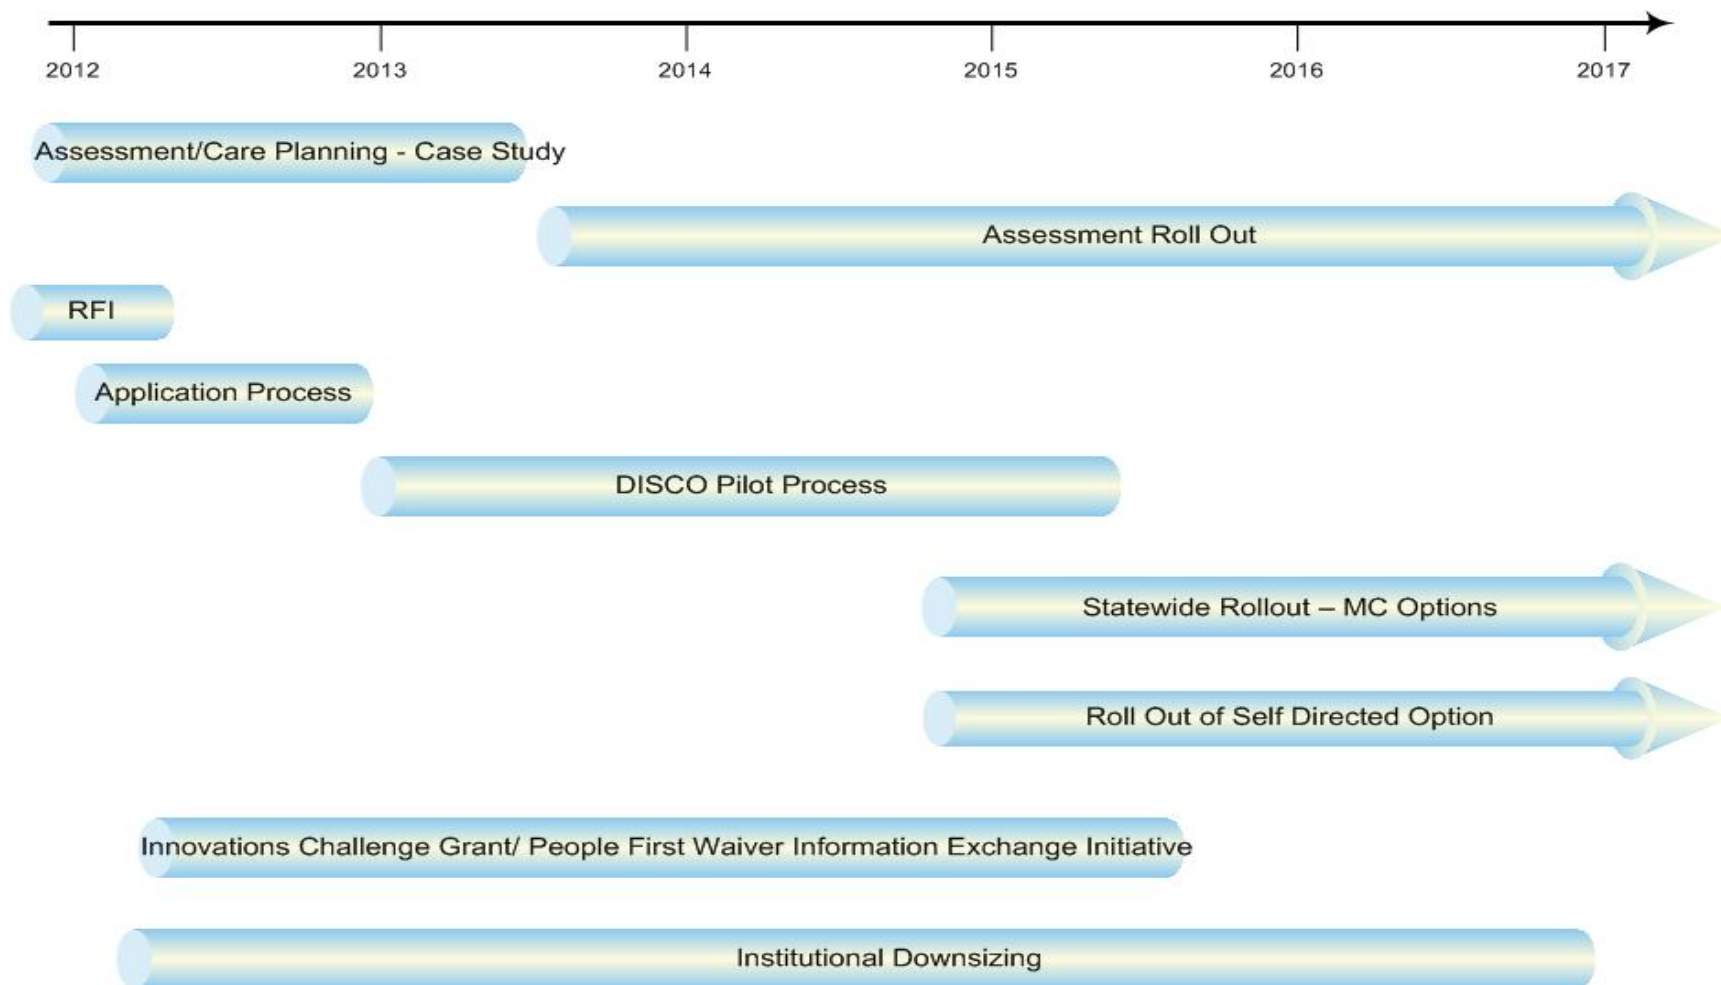 2012 2013 2014 2015 2016 2017
Assessment/Care Planning - Case Study
Assessment Roll Out
RFI
Application Process
DISCO Pilot Process
Statewide Rollout – MC Options
Roll Out of Self Directed Option
Innovations Challenge Grant/ People First Waiver Information Exchange Initiative
Institutional Downsizing